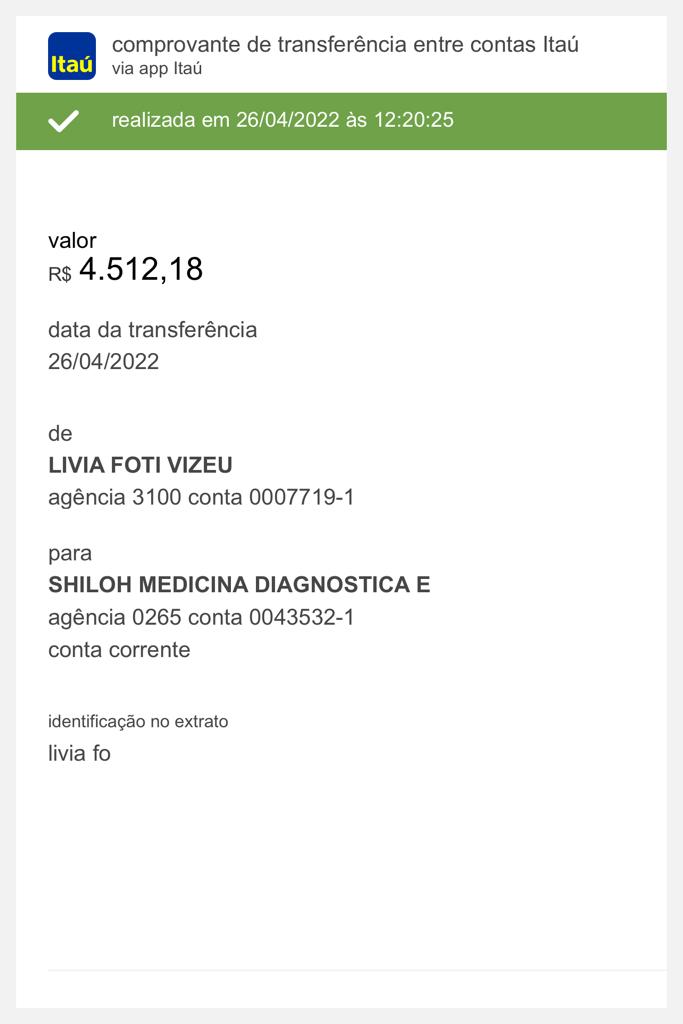 Itaú
comprovante de transferência entre contas Itaú
via app Itaú
realizada em 26/04/2022 às 12:20:25
valor
R$ 4.512,18
data da transferência
26/04/2022
de
LIVIA FOTI VIZEU
agência 3100 conta 0007719-1
para
SHILOH MEDICINA DIAGNOSTICA E
agência 0265 conta 0043532-1
conta corrente
identificação no extrato
livia fo